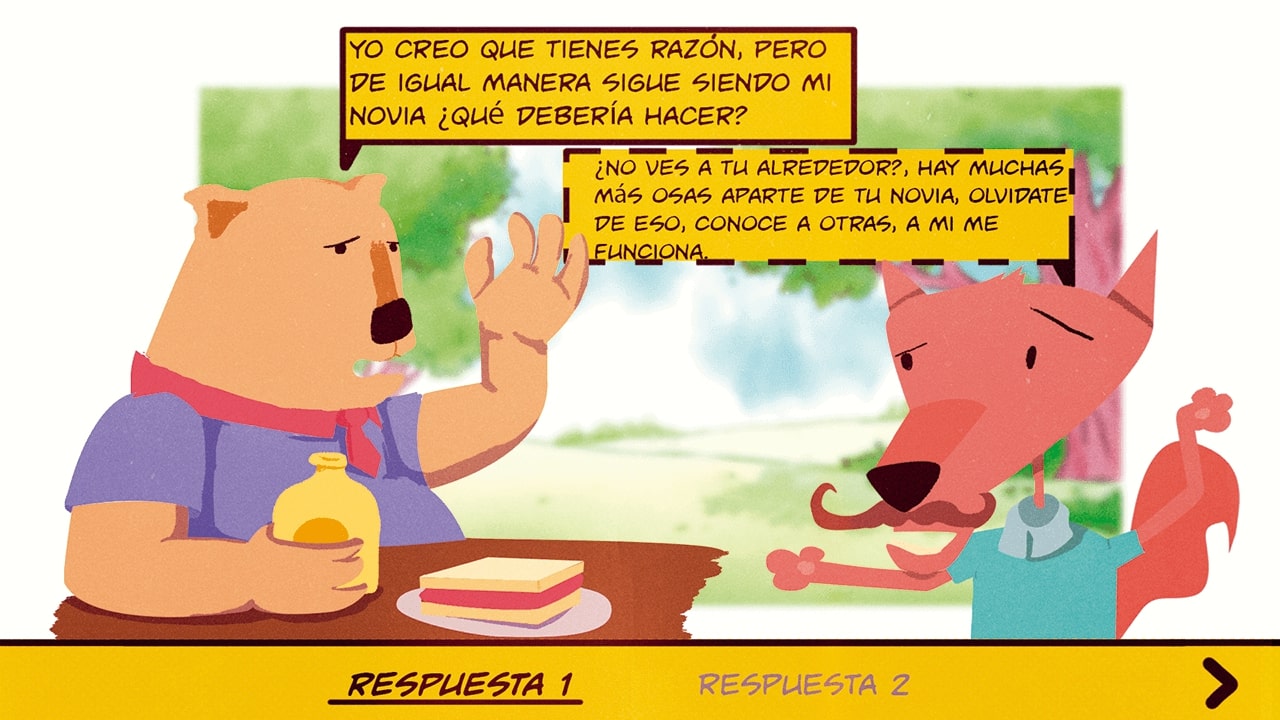 YO CREO QUE TIENES RAZÓN, PERO
DE IGUAL MANERA SIGUE SIENDO MI
NOVIA ¿QUÉ DEBERÍA HACER?
¿NO VES A TU ALREDEDOR?, HAY MUCHAS
MáS OSAS APARTE DE TU NOVIA, OLVIDATE
DE ESO, CONOCE A OTRAS, A MI ME
FUNCIONA.
RESPUESTA 1
RESPUESTA 2